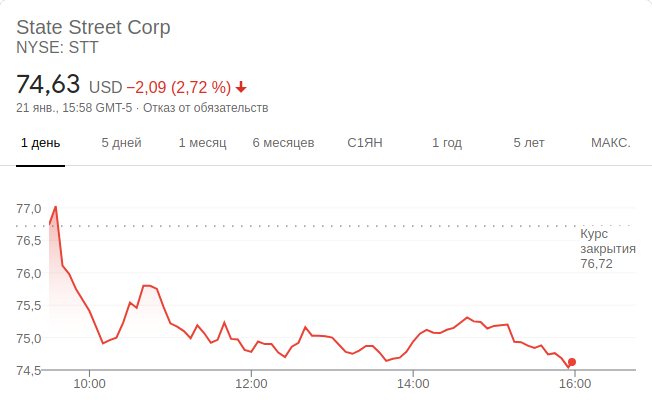 State Street Corp
NYSE: STT
74,63 USD −2,09 (2,72 %)
21 янв., 15:58 GMT-5 · Отказ от обязательств
1 день 5 дней 1 месяц 6 месяцев С1ЯН 1 год 5 лет МАКС.
77,0
76,5
76,0
75,5
75,0
74,5
Курс
закрытия
76,72
10:00 12:00 14:00 16:00